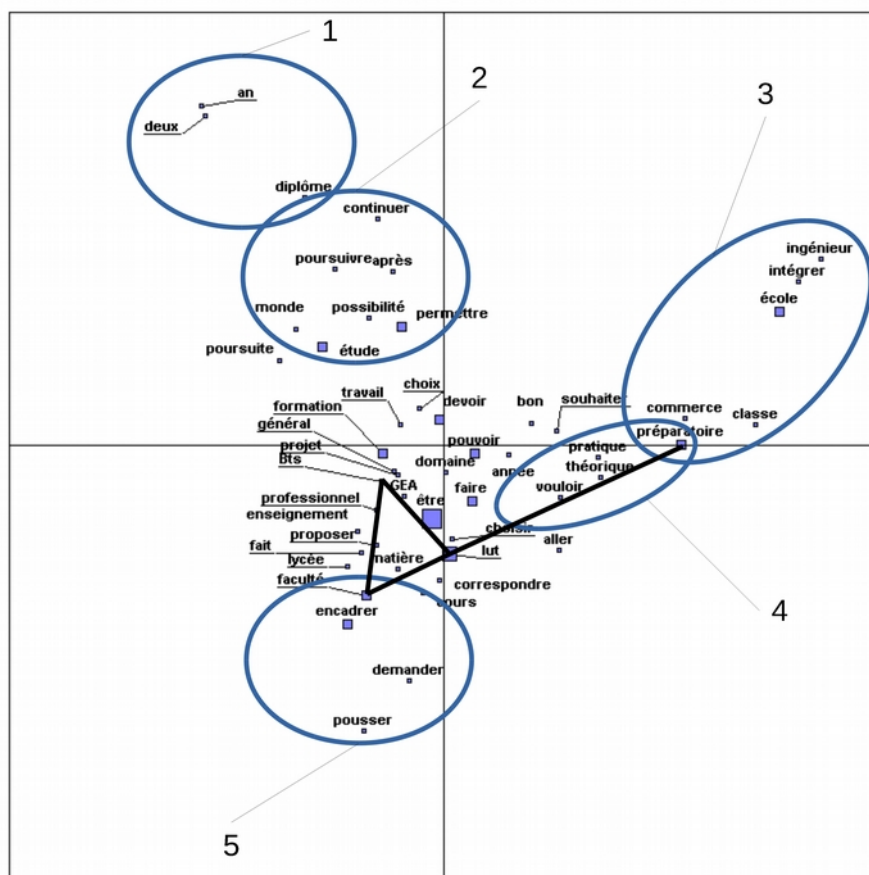 1
an
deux
2
3
diplôme
continuer
poursuivre
après
ingénieur
intégrer
école
monde
possibilité
permettre
poursuite
étude
choix
travail
devoir
bon
souhaiter
commerce
classe
formation
général
préparatoire
projet
pouvoir
pratique
Bts
domaine
année
théorique
GEA
faire
vouloir
professionnel
être
enseignement
proposer
choisir
aller
fait
lut
lycée
matière
faculté
correspondre
cours
encadrer
4
demander
pousser
5